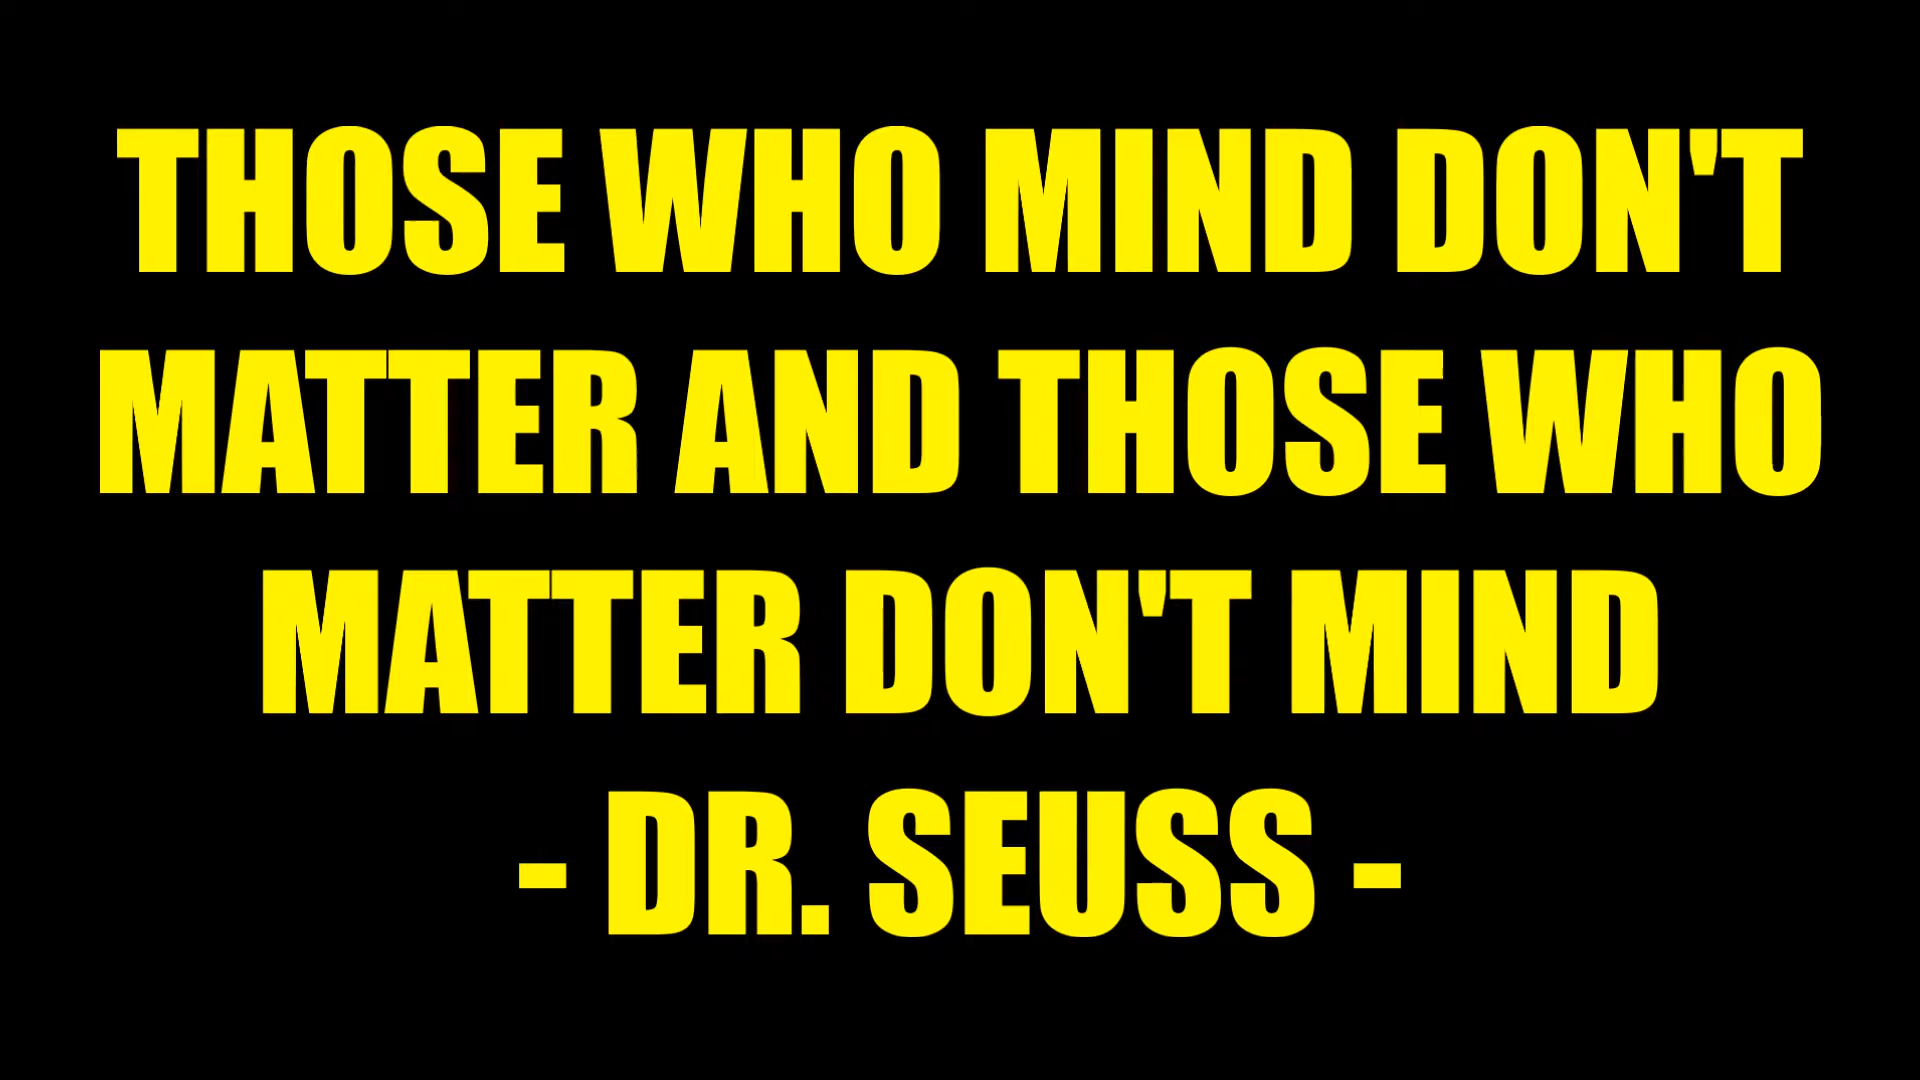 THOSE WHO MIND DON'T
MATTER AND THOSE WHO
MATTER DON'T MIND
- DR. SEUSS -